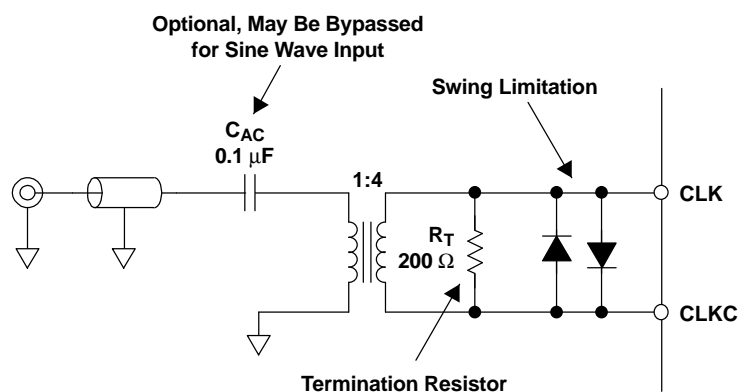 Optional, May Be Bypassed
for Sine Wave Input
Swing Limitation
CAC
0.1 μF
1:4
CLK
RT
200 Ω
CLKC
Termination Resistor